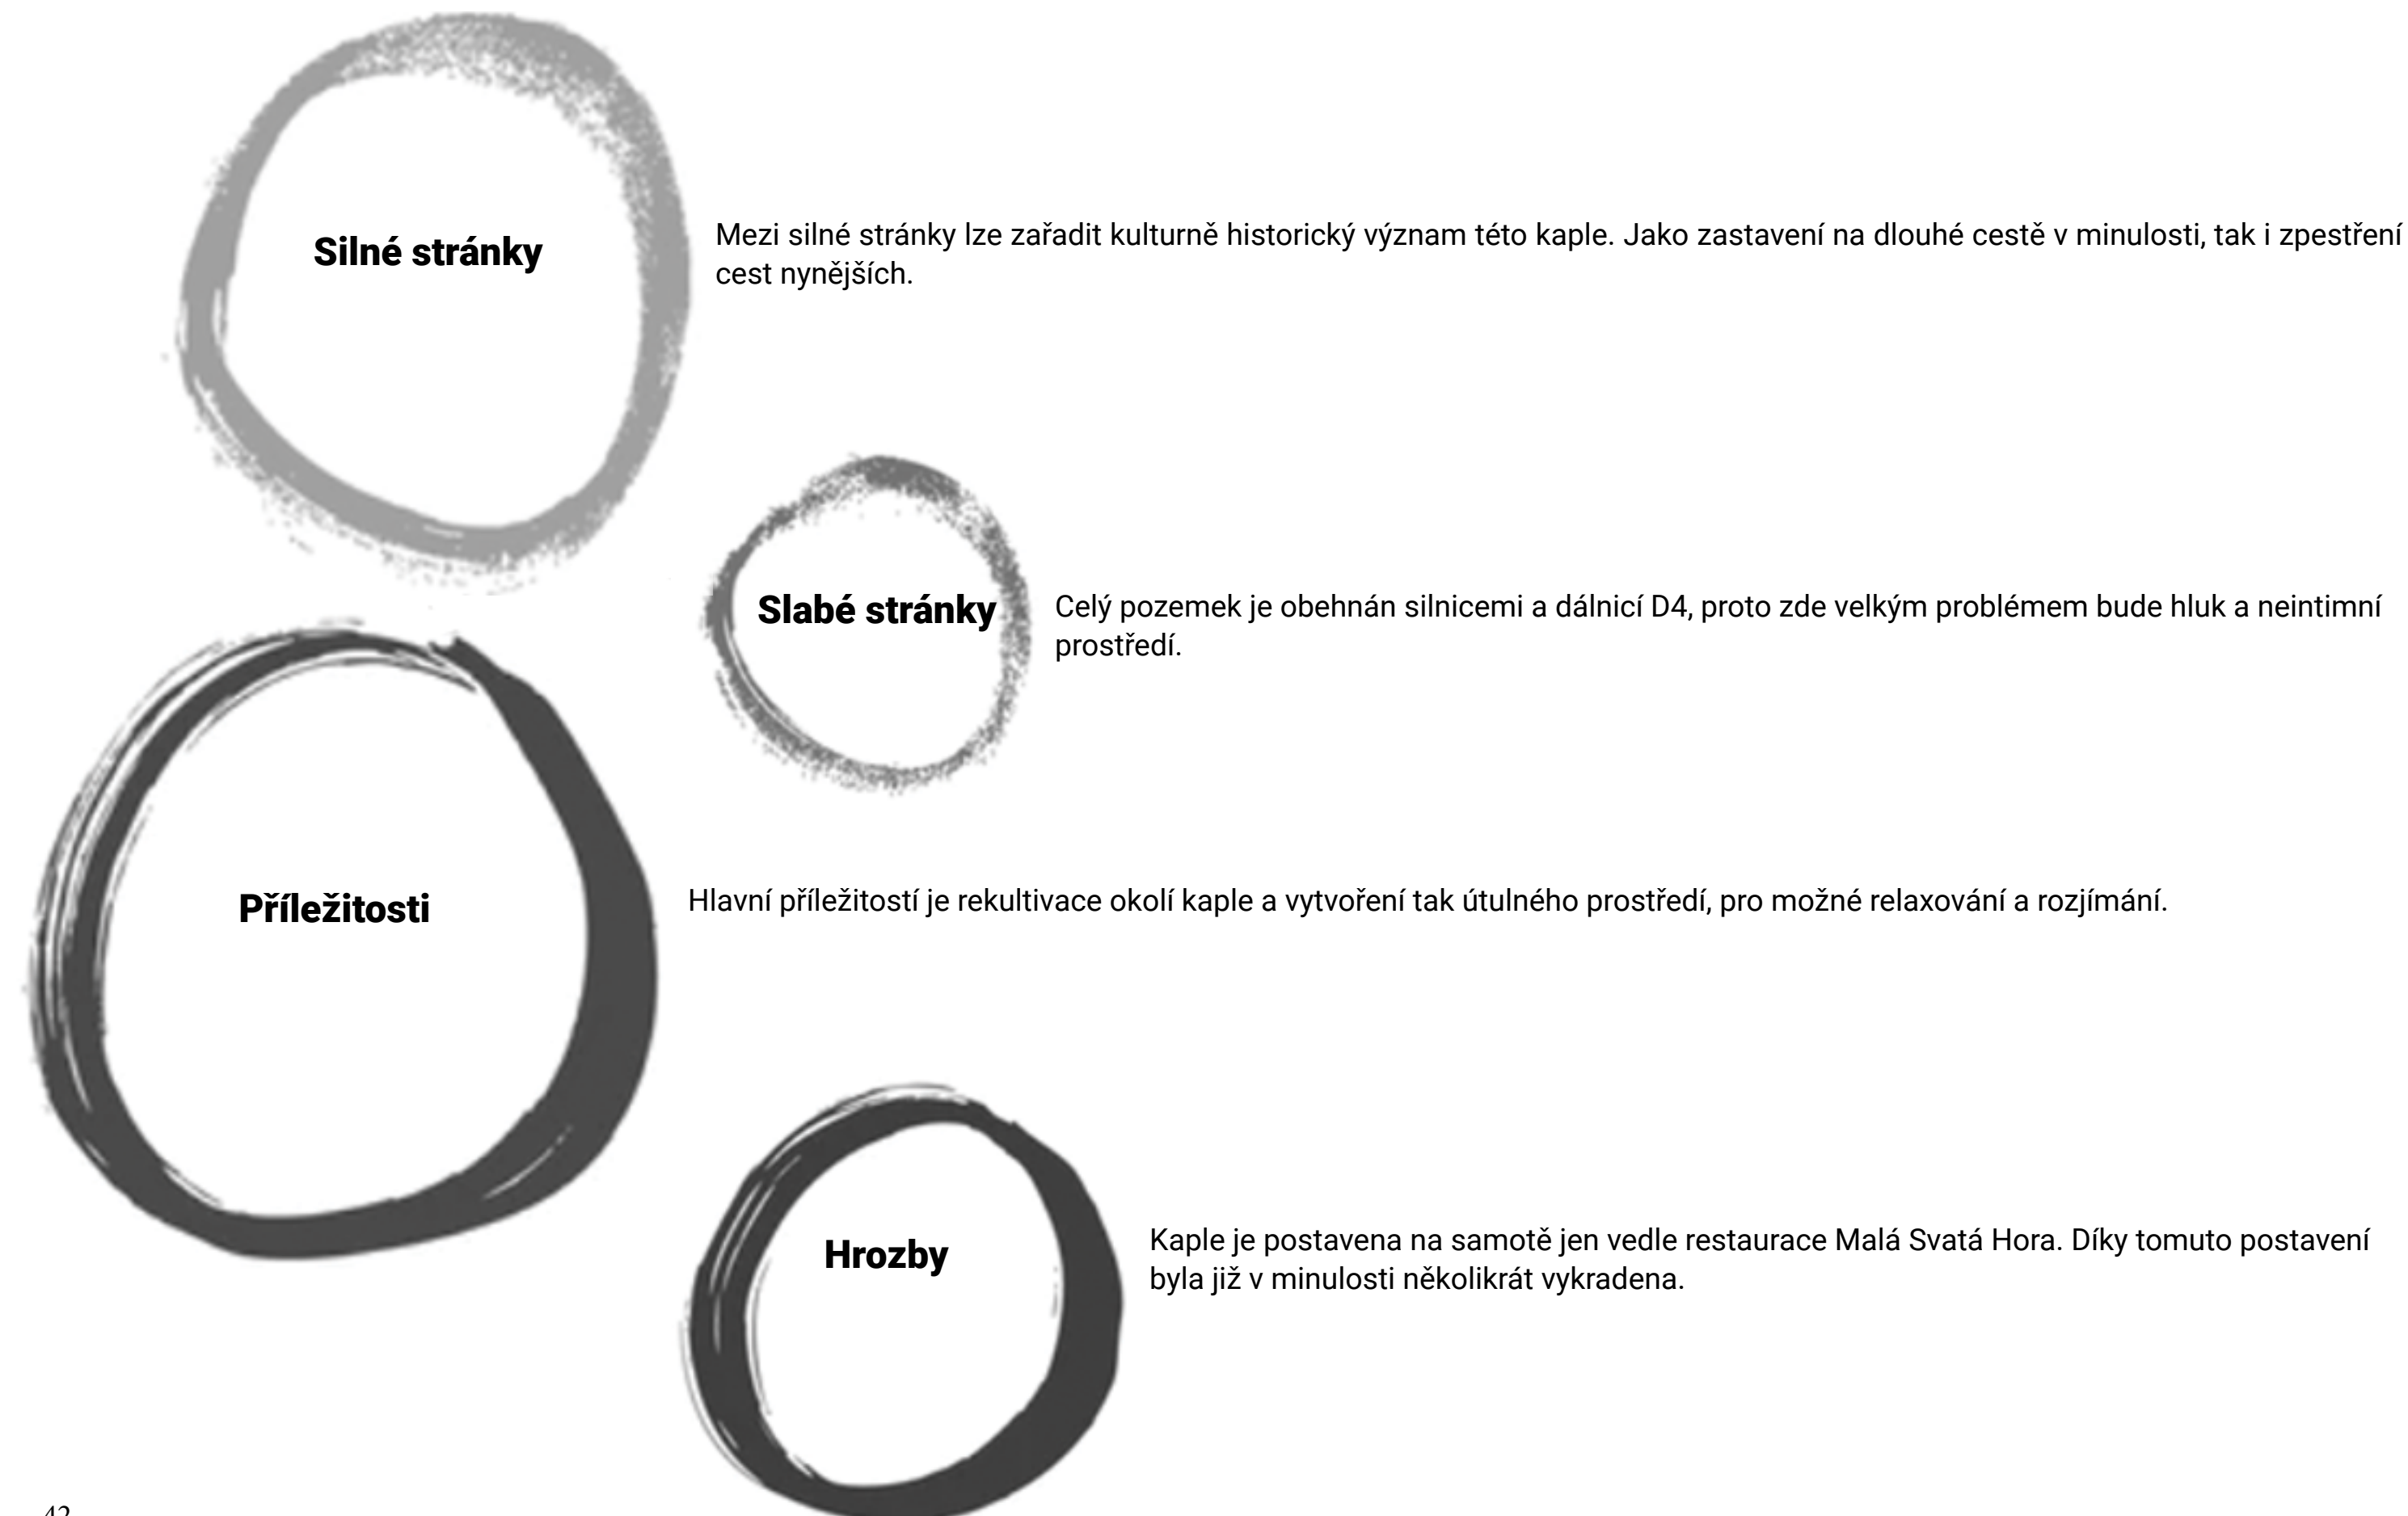 Silné stránky
Mezi silné stránky lze zařadit kulturně historický význam této kaple. Jako zastavení na dlouhé cestě v minulosti, tak i zpestření
cest nynějších.
Slabé stránky
Celý pozemek je obehnán silnicemi a dálnicí D4, proto zde velkým problémem bude hluk a neintimní
prostředí.
Příležitosti
Hlavní příležitostí je rekultivace okolí kaple a vytvoření tak útulného prostředí, pro možné relaxování a rozjímání.
Hrozby
Kaple je postavena na samotě jen vedle restaurace Malá Svatá Hora. Díky tomuto postavení
byla již v minulosti několikrát vykradena.
42